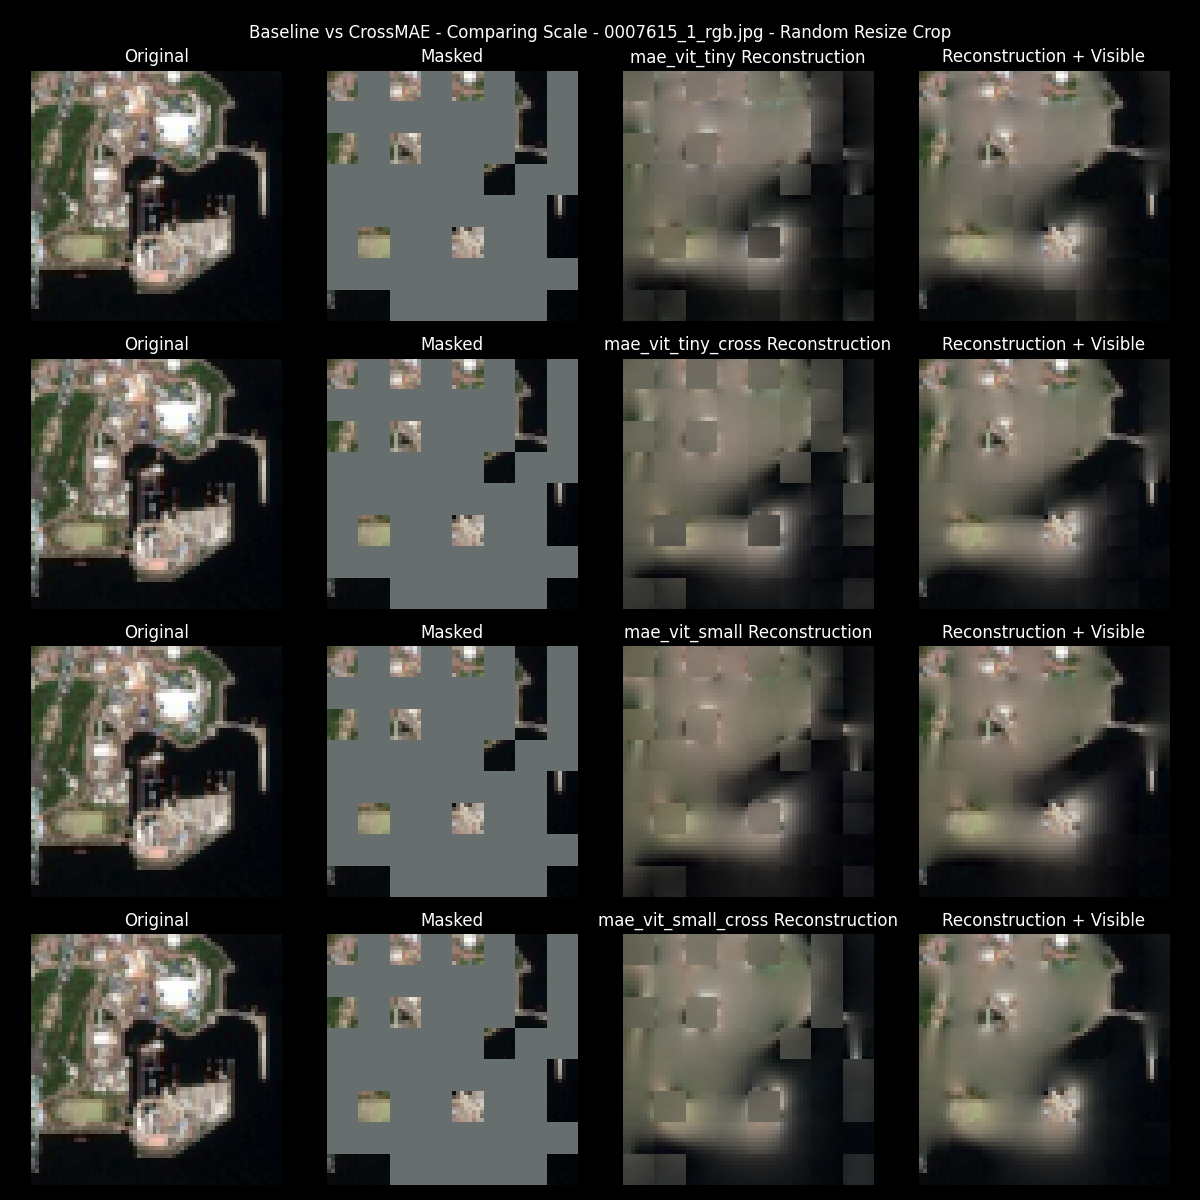 Baseline vs CrossMAE - Comparing Scale - 0007615_1_rgb.jpg - Random Resize Crop
Original
Masked
mae_vit_tiny Reconstruction
Reconstruction + Visible
Original
Masked
mae_vit_tiny_cross Reconstruction
Reconstruction + Visible
Original
Masked
mae_vit_small Reconstruction
Reconstruction + Visible
Original
Masked
mae_vit_small_cross Reconstruction
Reconstruction + Visible